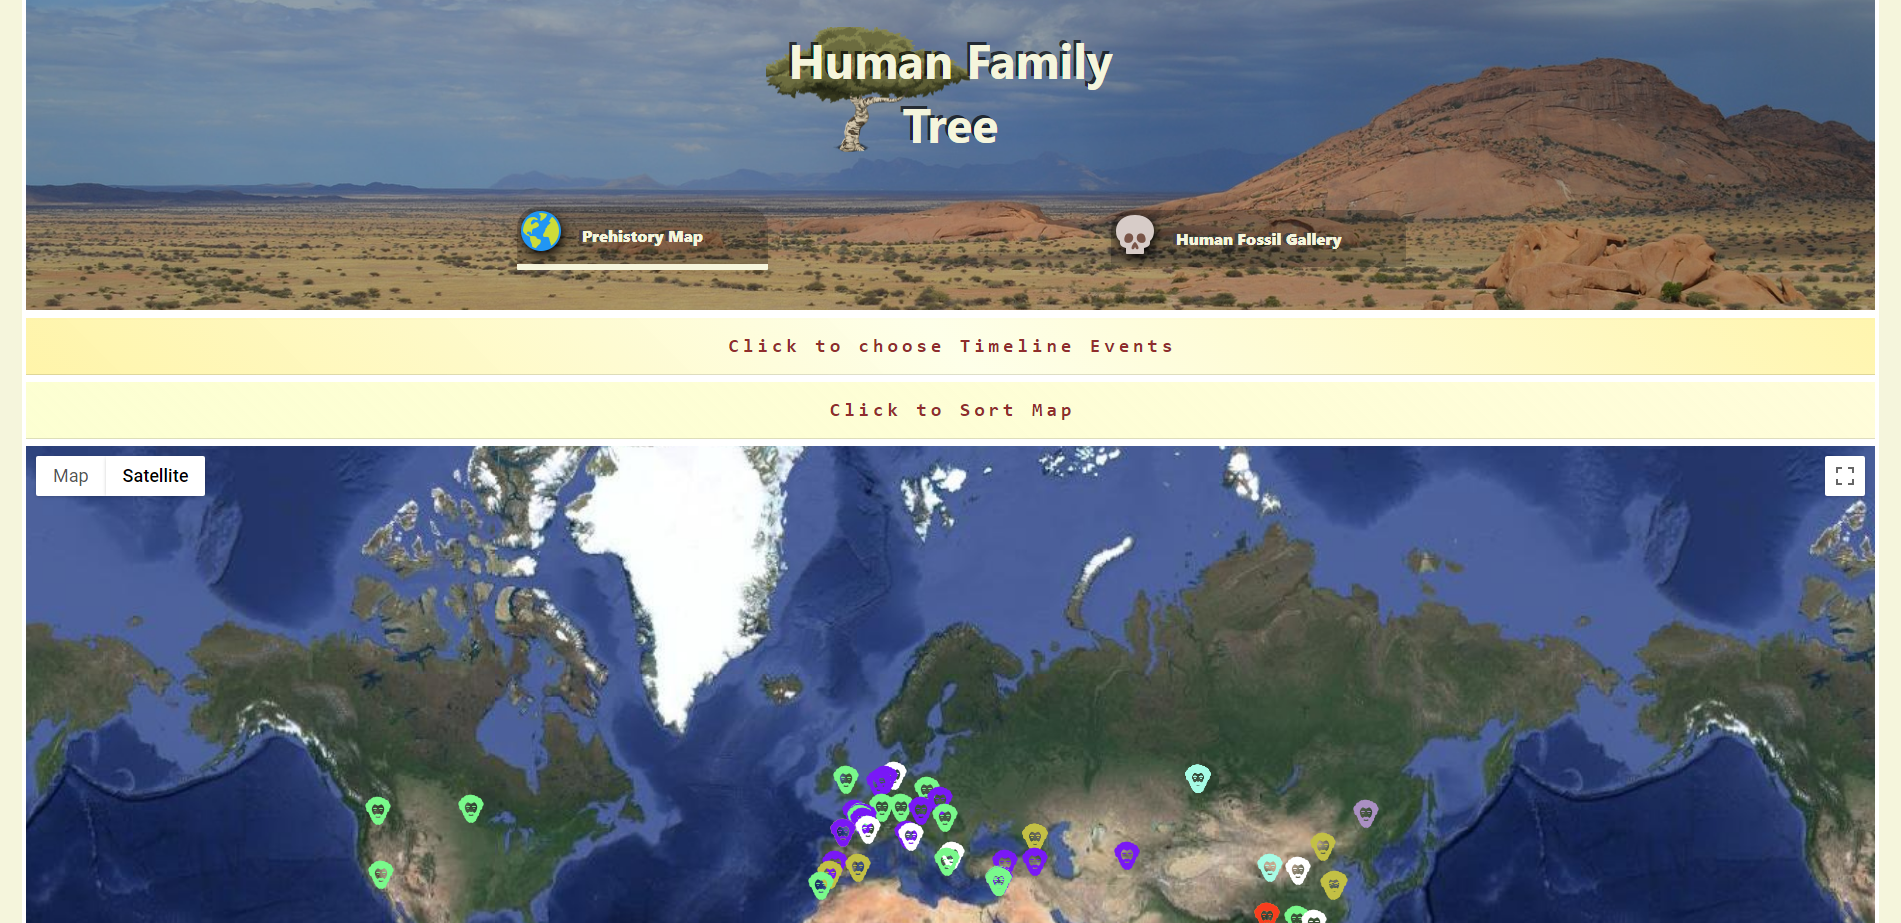 Human Family
Tree
Prehistory Map
Human Fossil Gallery
Click to choose Timeline Events
Click to Sort Map
Map
Satellite